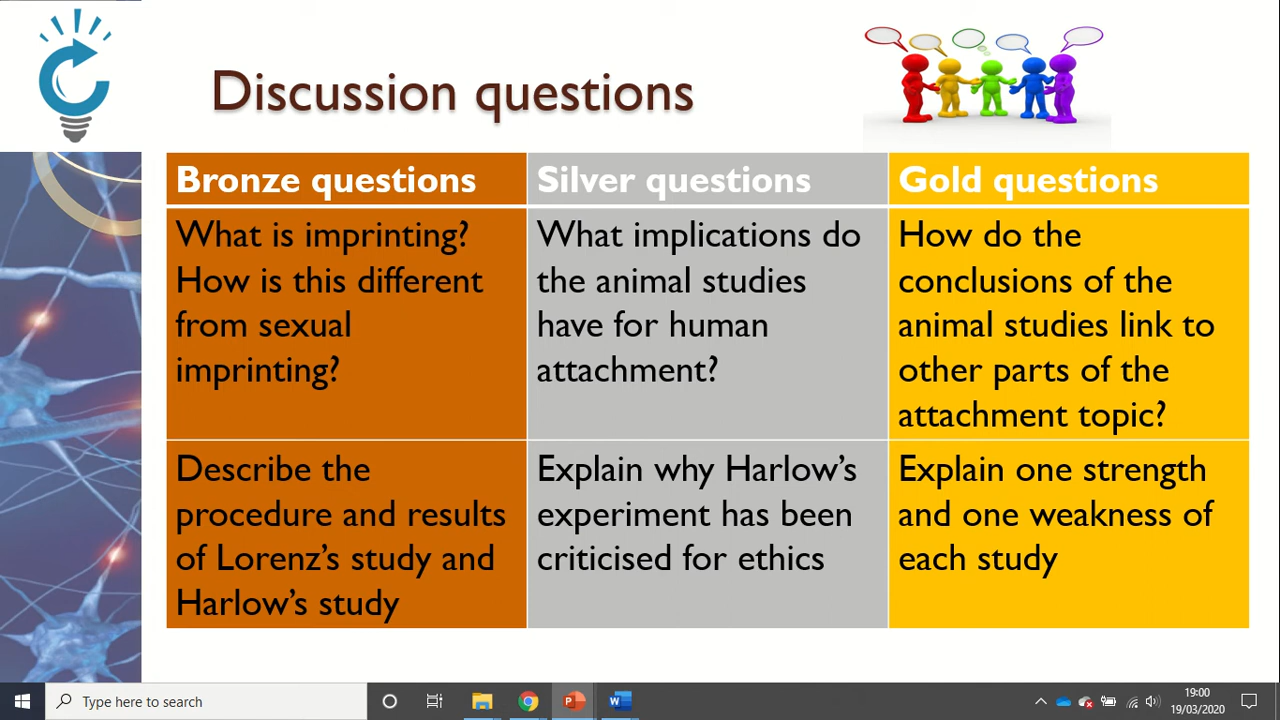 Discussion questions
Bronze questions
Silver questions
Gold questions
What is imprinting?
How is this different
from sexual
imprinting?
What implications do
the animal studies
have for human
attachment?
How do the
conclusions of the
animal studies link to
other parts of the
attachment topic?
Describe the
procedure and results
of Lorenz's study and
Harlow's study
Explain why Harlow's
experiment has been
criticised for ethics
Explain one strength
and one weakness of
each study
Type here to search
19:00
19/03/2020